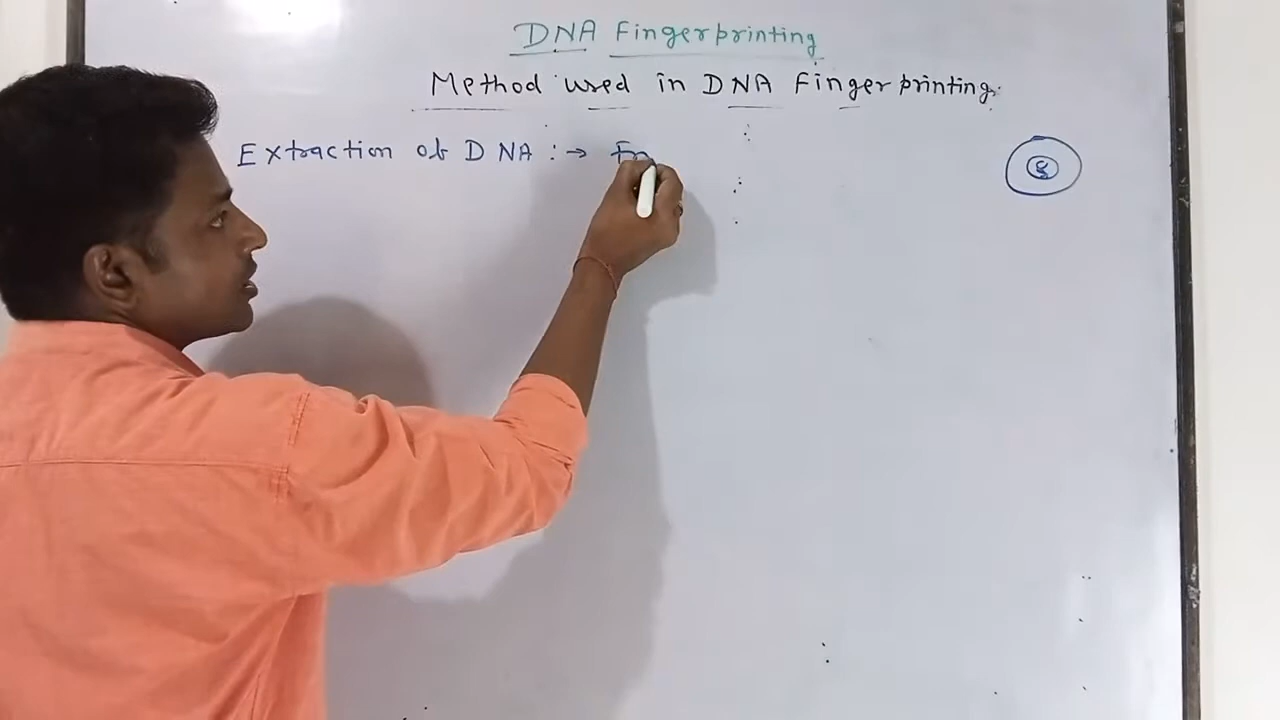 DNA Fingerprinting
Method used in DNA Fingerprinting.
Extraction of DNA :→